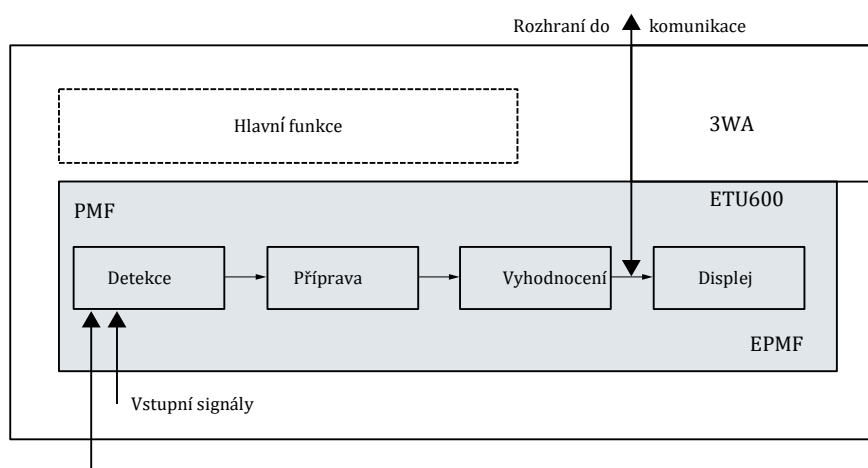 Rozhraní do komunikace
Hlavní funkce
3WA
ETU600
PMF
Detekce
Příprava
Vyhodnocení
Displej
EPMF
Vstupní signály